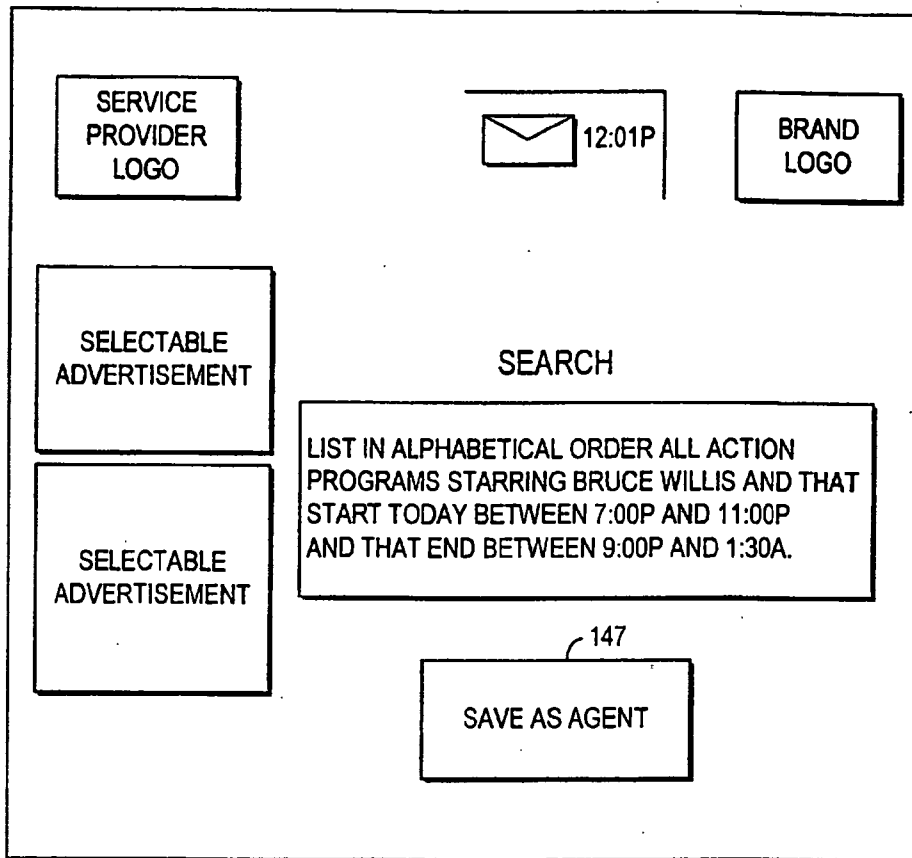 SERVICE
PROVIDER
LOGO
12:01P
BRAND
LOGO
SELECTABLE
ADVERTISEMENT
SEARCH
LIST IN ALPHABETICAL ORDER ALL ACTION
PROGRAMS STARRING BRUCE WILLIS AND THAT
START TODAY BETWEEN 7:00P AND 11:00P
AND THAT END BETWEEN 9:00P AND 1:30A.
SELECTABLE
ADVERTISEMENT
147
SAVE AS AGENT